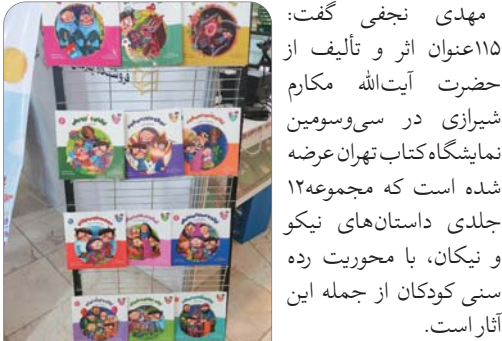 مهدی نجفی گفت:
۱۱۵عنوان اثر و تألیف از
حضرت آیت‌الله مکارم
شیرازی در سی‌وسومین
نمایشگاه‌کتاب‌تهران‌عرضه
شده است که مجموعه۱۲
جلدی داستان‌های نیکو
و نیکان، با محوریت رده
سنی کودکان از جمله این
آثار است.